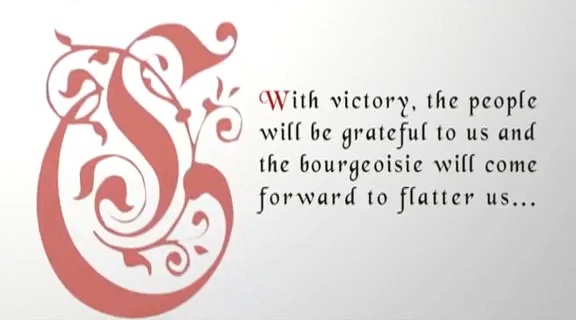 With victory, the people
will be grateful to us and
the bourgeoisie will come
forward to flatter us...